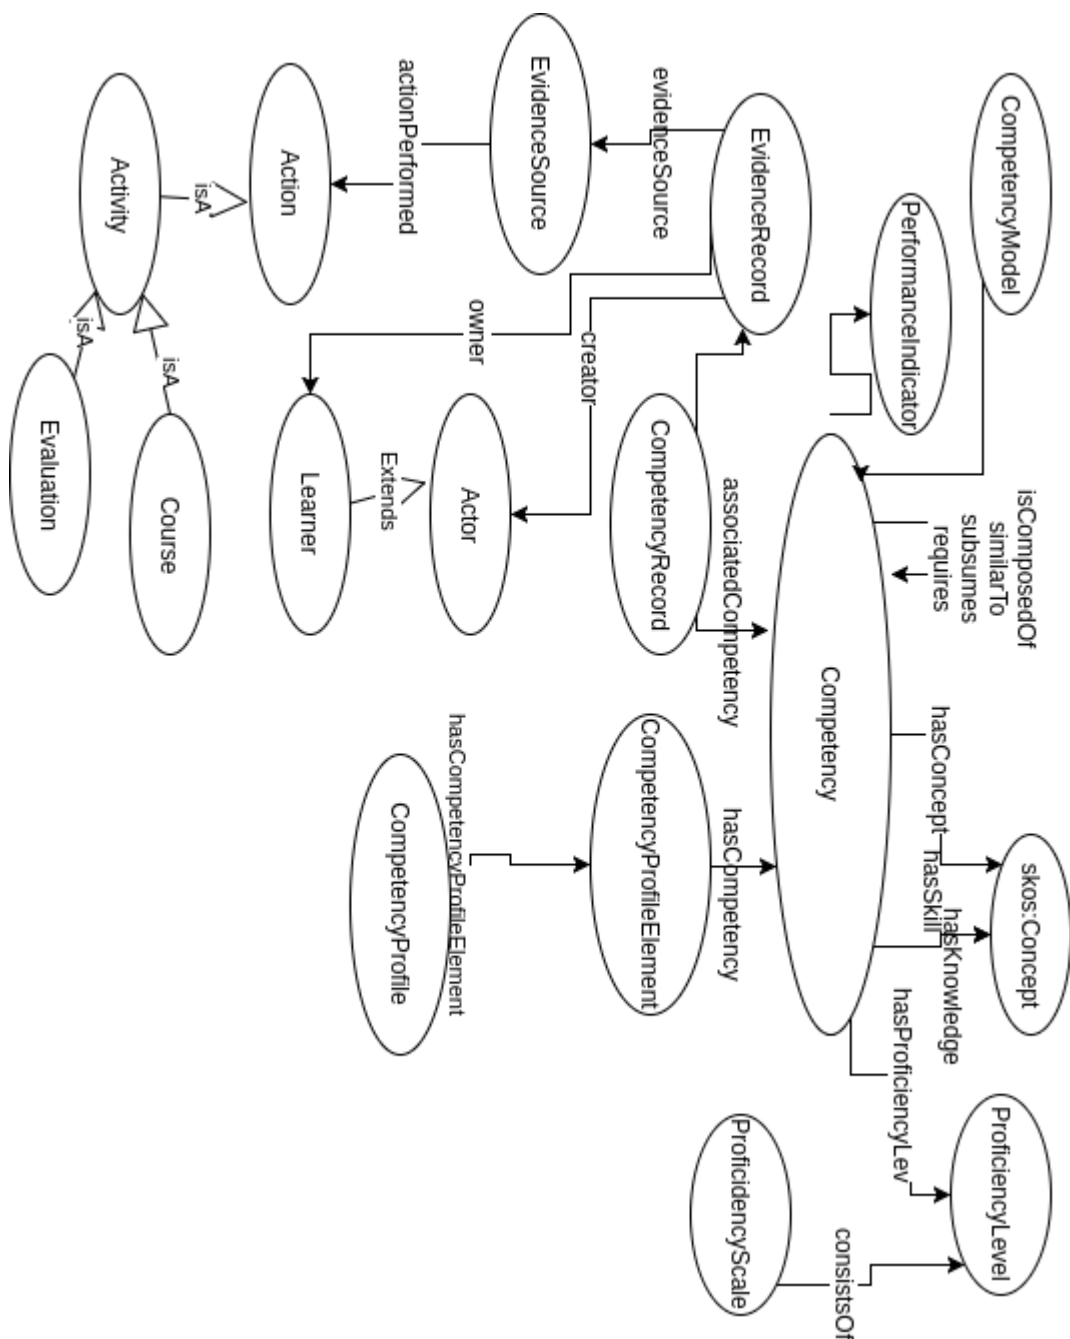 CompetencyModel
isComposedOf
similarTo
subsumes
requires
skos:Concept
ProficiencyLevel
PerformanceIndicator
hasConcept
hasSkill
hasKnowledge
hasProficiencyLev
Competency
consistsOf
EvidenceRecord
associatedCompetency
hasCompetency
ProficidencyScale
evidenceSource
CompetencyRecord
CompetencyProfileElement
creator
EvidenceSource
owner
Actor
hasCompetencyProfileElement
actionPerformed
Extends
CompetencyProfile
Action
Learner
isA
isA
Course
Activity
isA
Evaluation